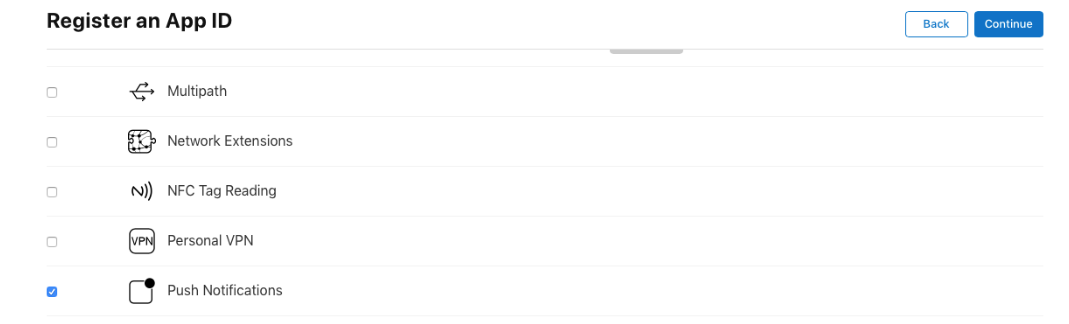 Register an App ID
Back
Continue
Multipath
Network Extensions
NFC Tag Reading
VPN
Personal VPN
Push Notifications